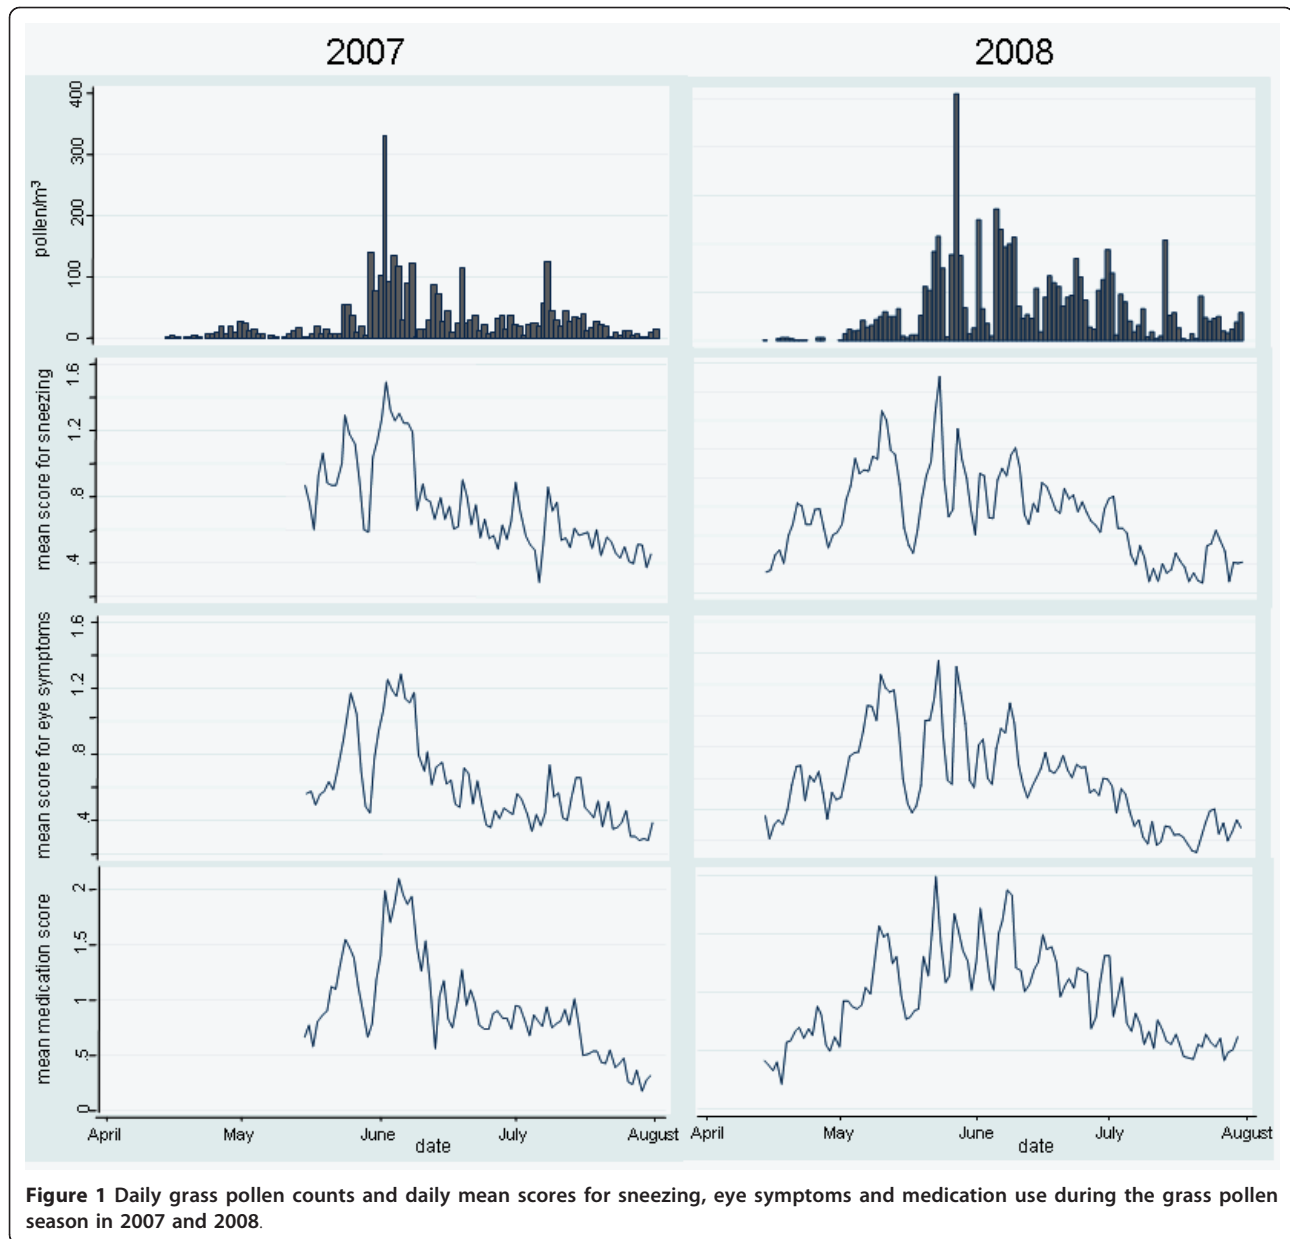 2007 2008
400
300
200
100
0
pollen/m³
1.6
1.2
.8
.4
mean score for sneezing
1.6
1.2
.8
.4
mean score for eye symptoms
2
1.5
1
.5
0
mean medication score
April May June July August April May June July August
date date
Figure 1 Daily grass pollen counts and daily mean scores for sneezing, eye symptoms and medication use during the grass pollen
season in 2007 and 2008.